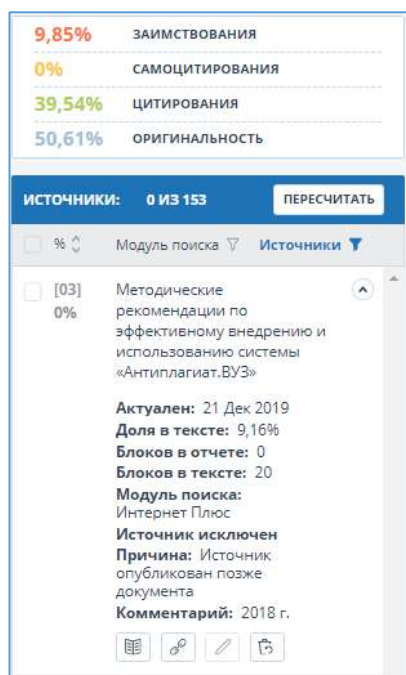 9,85% ЗАИМСТВОВАНИЯ
0% САМОЦИТИРОВАНИЯ
39,54% ЦИТИРОВАНИЯ
50,61% ОРИГИНАЛЬНОСТЬ
ИСТОЧНИКИ: 0 ИЗ 153 ПЕРЕСЧИТАТЬ
% Модуль поиска Источники
[03] Методические
0% рекомендации по
эффективному внедрению и
использованию системы
«Антиплагиат.ВУЗ»
Актуален: 21 Дек 2019
Доля в тексте: 9,16%
Блоков в отчете: 0
Блоков в тексте: 20
Модуль поиска:
Интернет Плюс
Источник исключен
Причина: Источник
опубликован позже
документа
Комментарий: 2018 г.